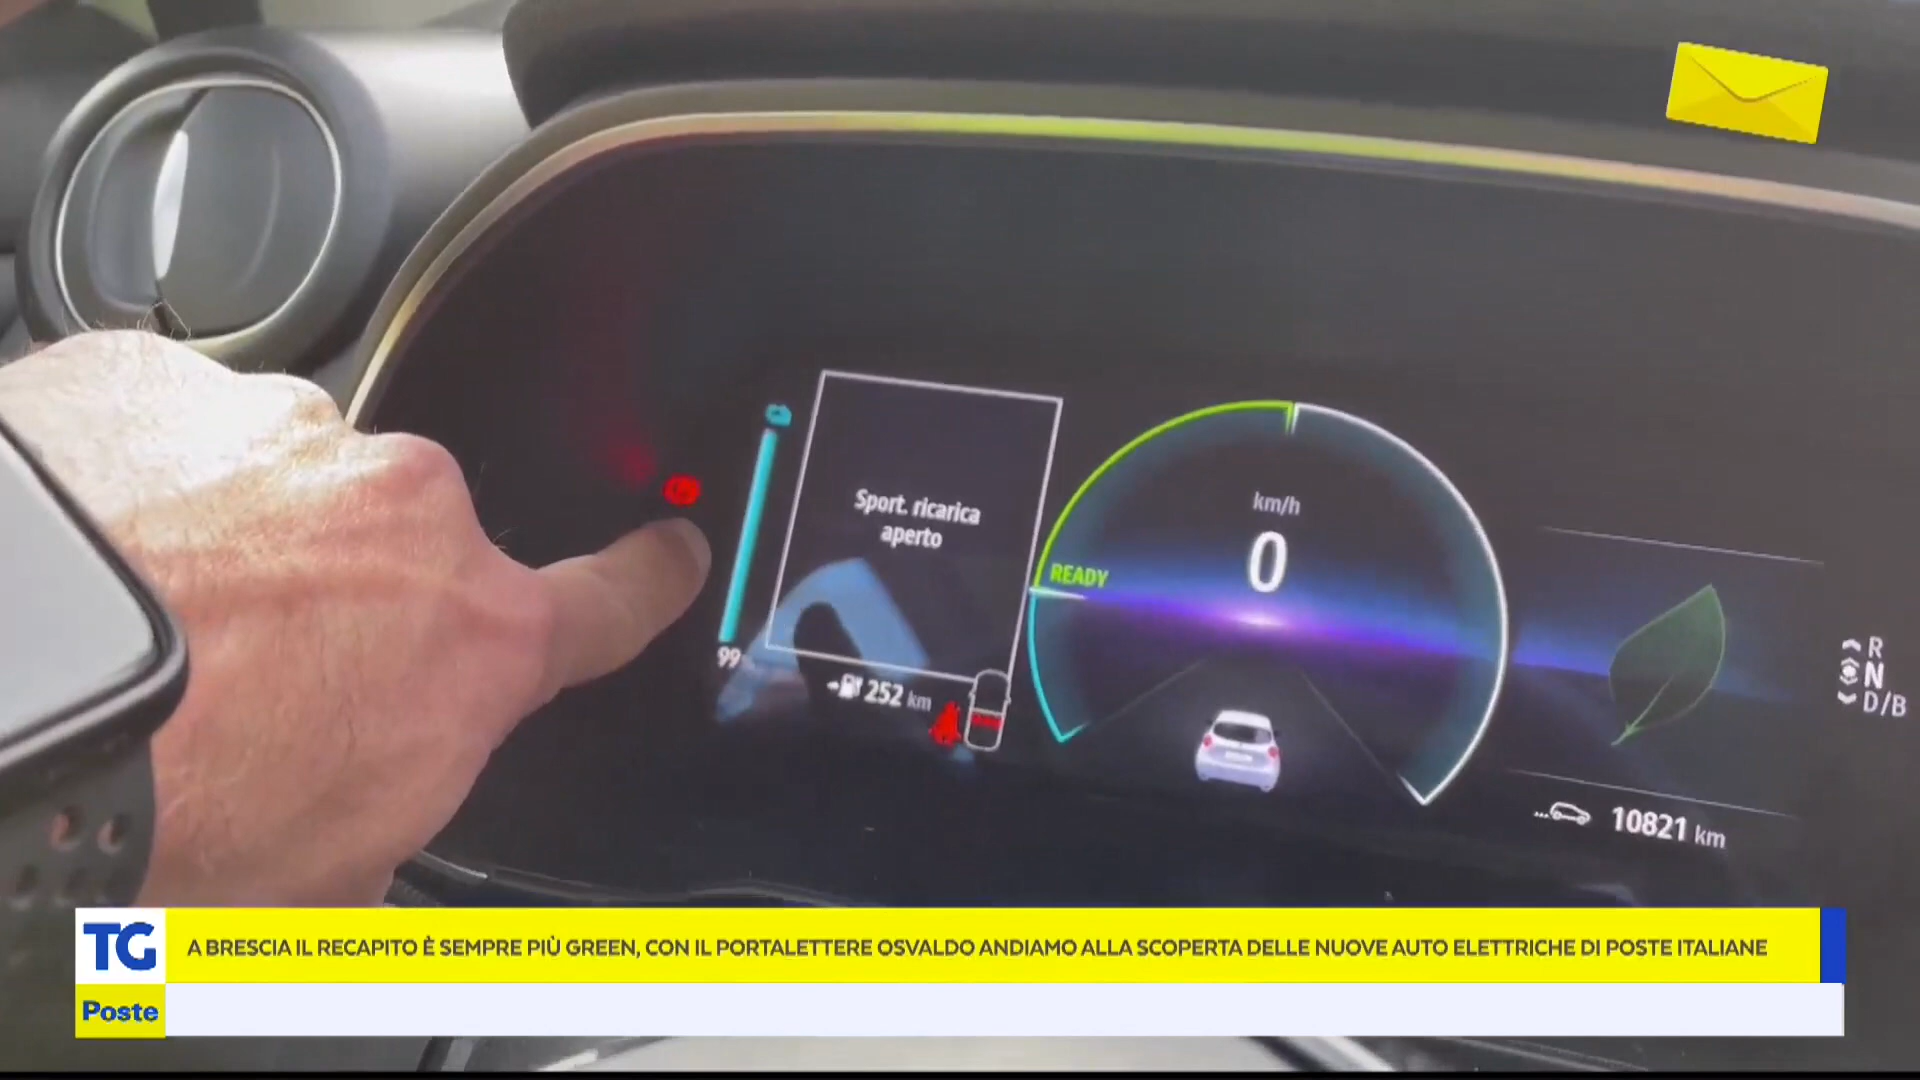 Sport. ricarica
aperto
km/h
0
READY
99
252 km
R
N
D/B
10821 km
TG
A BRESCIA IL RECAPITO È SEMPRE PIÙ GREEN, CON IL PORTALETTERE OSVALDO ANDIAMO ALLA SCOPERTA DELLE NUOVE AUTO ELETTRICHE DI POSTE ITALIANE
Poste